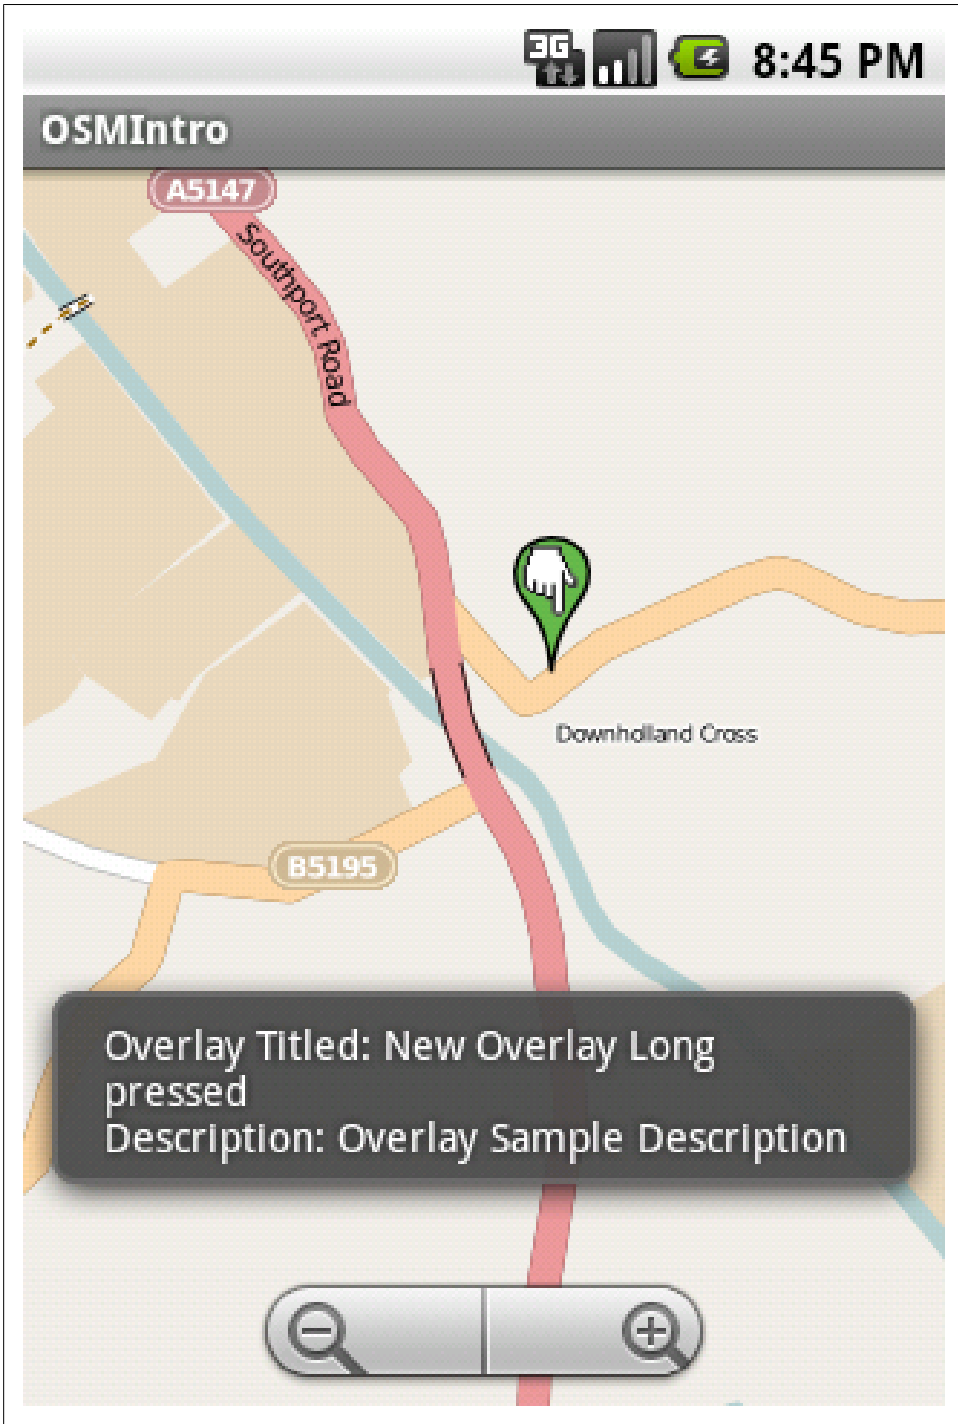 3G
8:45 PM
OSMIntro
A5147
Southport Road
Downholland Cross
B5195
Overlay Titled: New Overlay Long
pressed
Description: Overlay Sample Description